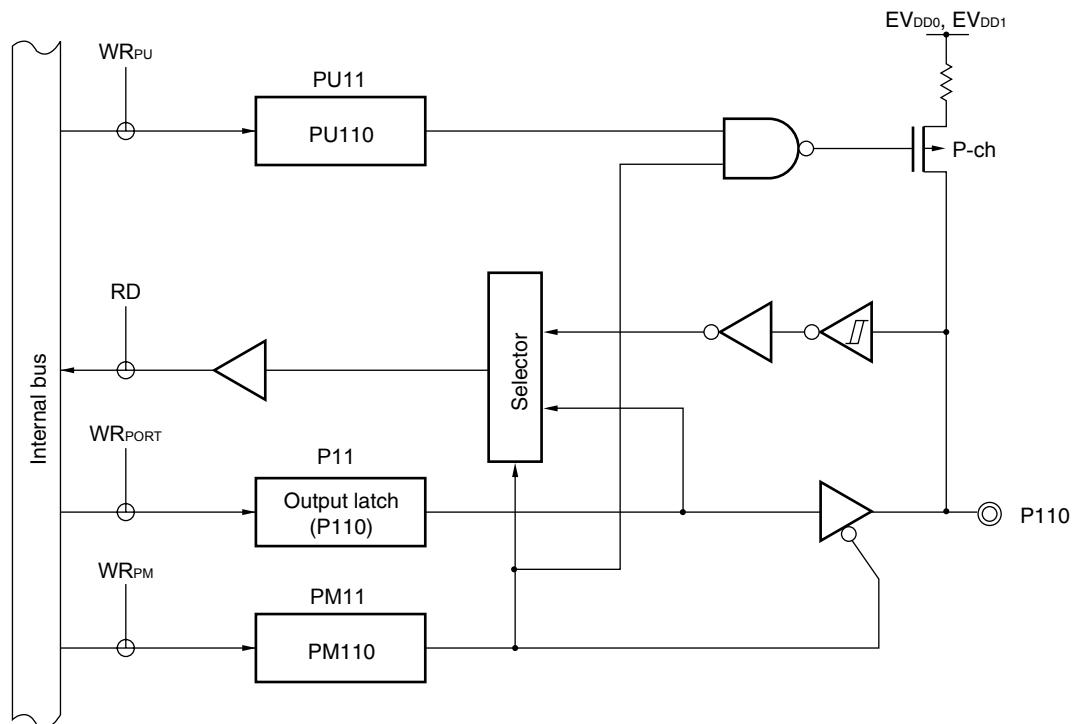 EVDD0, EVDD1
WRPU
PU11
PU110
P-ch
RD
Selector
Internal bus
WRPORT
P11
Output latch
(P110)
P110
WRPM
PM11
PM110